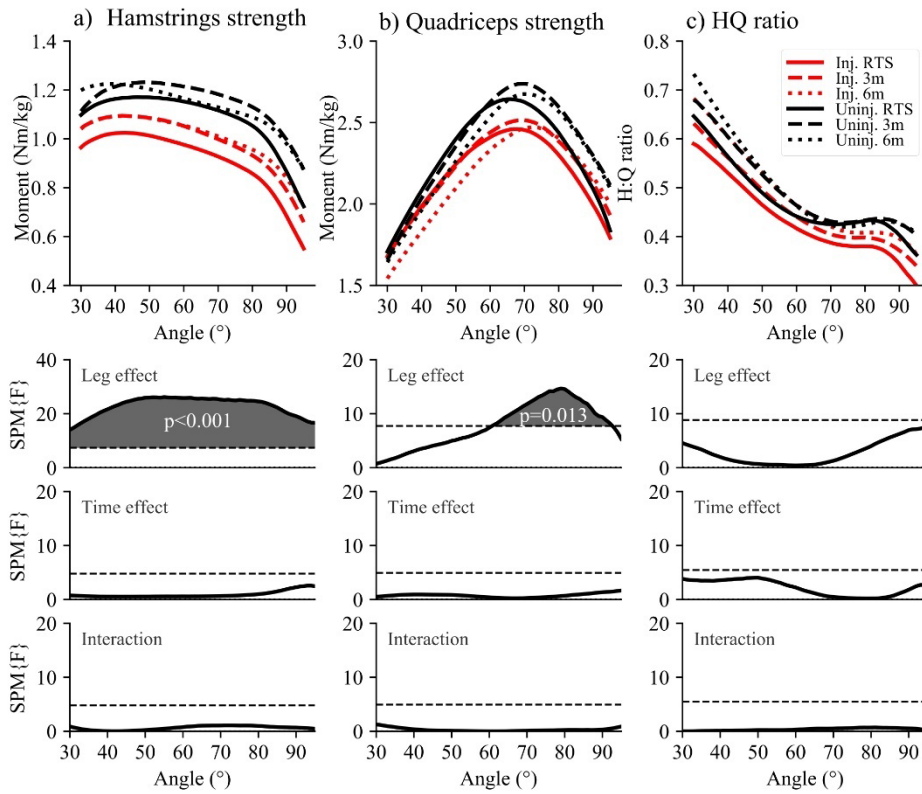 a) Hamstrings strength
b) Quadriceps strength
c) HQ ratio
Moment (Nm/kg)
1.4
1.2
1.0
0.8
0.6
0.4
30 40 50 60 70 80 90
Angle (°)
Moment (Nm/kg)
3.0
2.5
2.0
1.5
30 40 50 60 70 80 90
Angle (°)
H:Q ratio
0.8
0.7
0.6
0.5
0.4
0.3
Inj. RTS
Inj. 3m
Inj. 6m
Uninj. RTS
Uninj. 3m
Uninj. 6m
30 40 50 60 70 80 90
Angle (°)
SPM{F}
40
20
0
Leg effect
p<0.001
20
10
0
Leg effect
p=0.013
20
10
0
Leg effect
SPM{F}
20
10
0
Time effect
20
10
0
Time effect
20
10
0
Time effect
SPM{F}
20
10
0
Interaction
30 40 50 60 70 80 90
Angle (°)
20
10
0
Interaction
30 40 50 60 70 80 90
Angle (°)
20
10
0
Interaction
30 40 50 60 70 80 90
Angle (°)